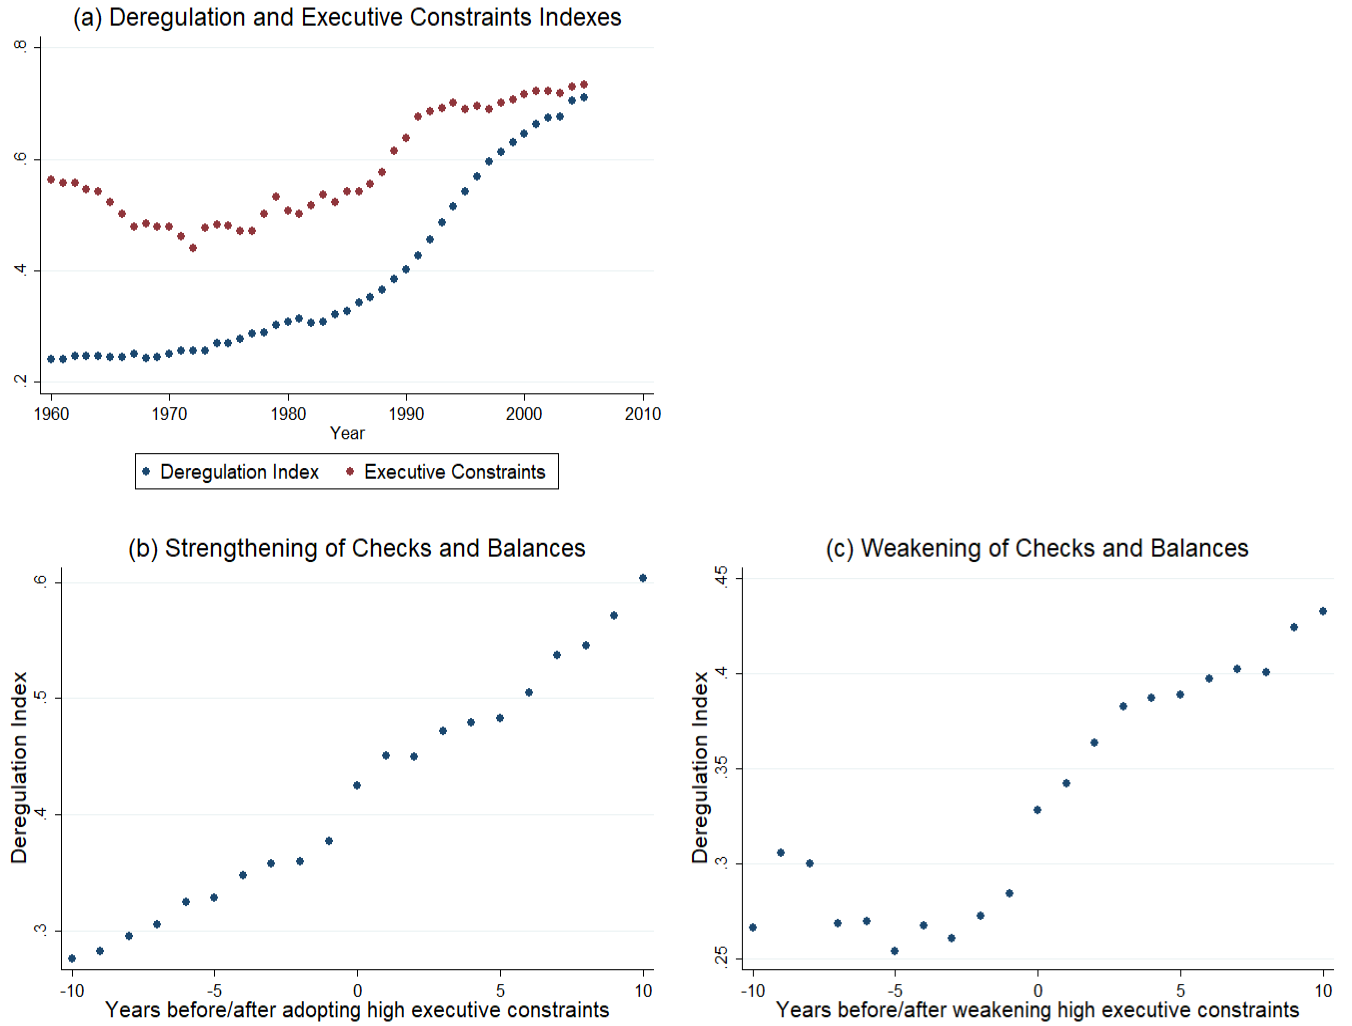 (a) Deregulation and Executive Constraints Indexes
.8
.6
.4
.2
1960 1970 1980 1990 2000 2010
Year
Deregulation Index Executive Constraints
(b) Strengthening of Checks and Balances
Deregulation Index
.6
.5
.4
.3
-10 -5 0 5 10
Years before/after adopting high executive constraints
(c) Weakening of Checks and Balances
Deregulation Index
.45
.4
.35
.3
.25
-10 -5 0 5 10
Years before/after weakening high executive constraints